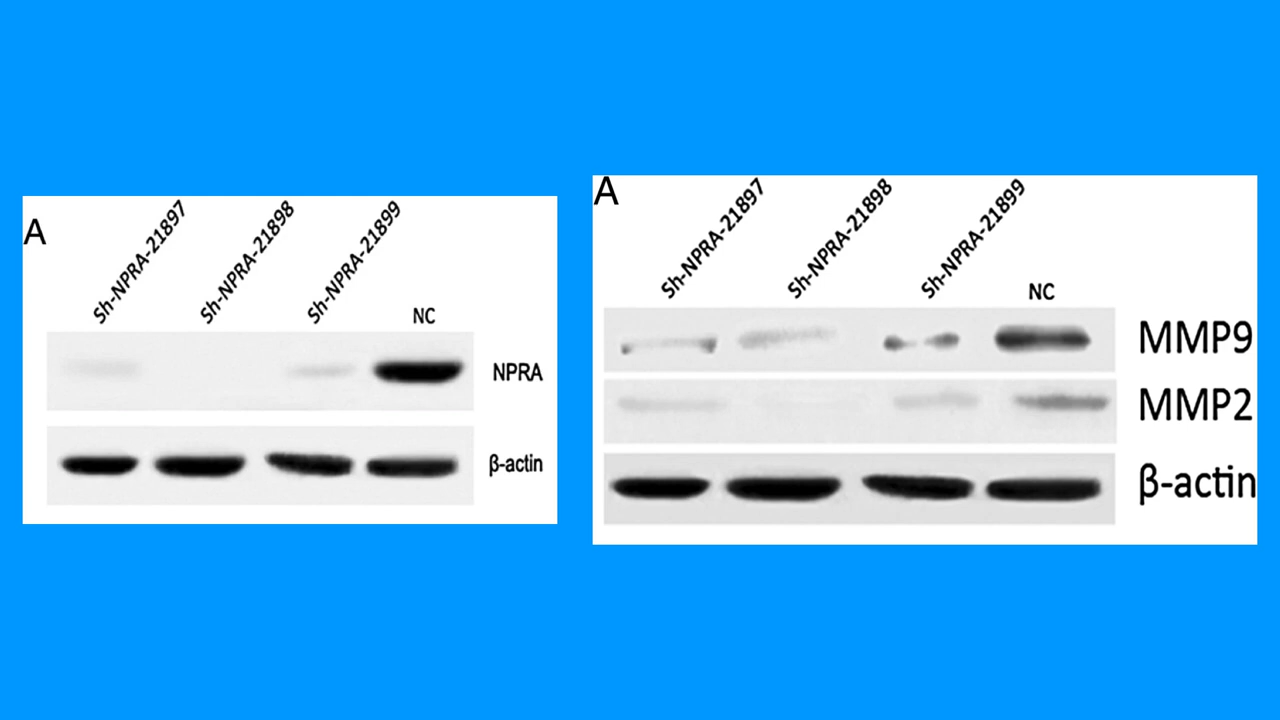 A
Sh-NPRA-21897
Sh-NPRA-21898
Sh-NPRA-21899
NC
NPRA
β-actin
A
Sh-NPRA-21897
Sh-NPRA-21898
Sh-NPRA-21899
NC
MMP9
MMP2
β-actin